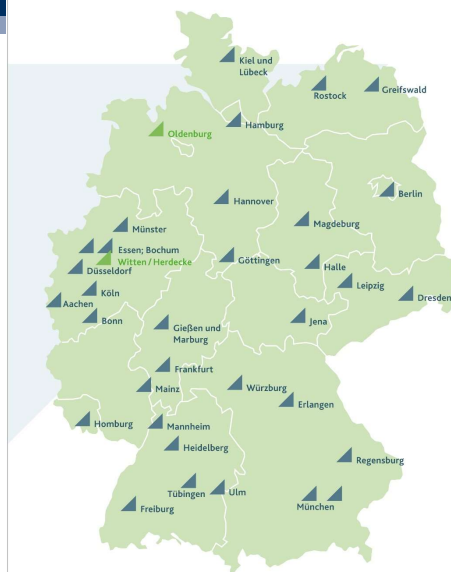 Kiel und
Lübeck
Rostock
Greifswald
Hamburg
Oldenburg
Hannover
Berlin
Magdeburg
Münster
Essen; Bochum
Witten / Herdecke
Göttingen
Halle
Düsseldorf
Leipzig
Köln
Dresden
Aachen
Bonn
Gießen und
Marburg
Jena
Frankfurt
Mainz
Würzburg
Erlangen
Homburg
Mannheim
Heidelberg
Regensburg
Tübingen
Ulm
München
Freiburg